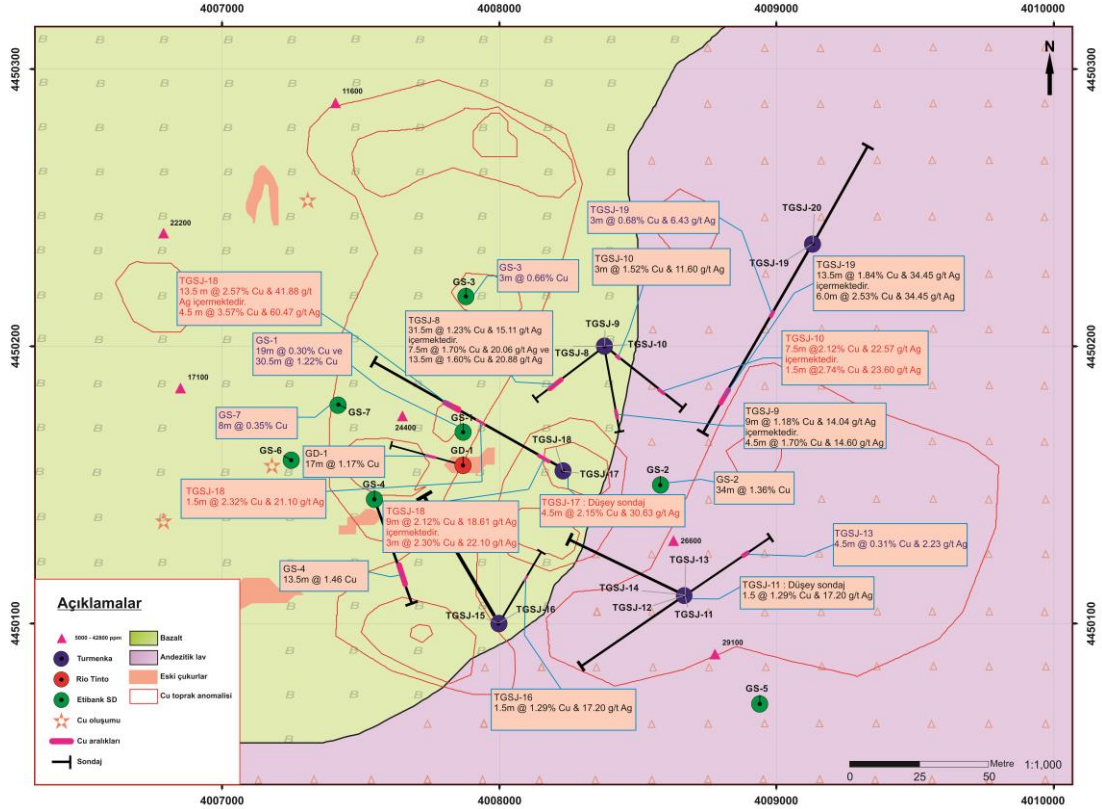 4007000
4008000
4009000
4010000
N
4450300
4450300
11600
22200
TGSJ-20
TGSJ-19
TGSJ-19
3m @ 0.68% Cu & 6.43 g/t Ag
TGSJ-10
3m @ 1.52% Cu & 11.60 g/t Ag
TGSJ-19
13.5m @ 1.84% Cu & 34.45 g/t Ag
içermektedir.
6.0m @ 2.53% Cu & 34.45 g/t Ag
GS-3
3m @ 0.66% Cu
GS-3
TGSJ-18
13.5 m @ 2.57% Cu & 41.88 g/t
Ag içermektedir.
4.5 m @ 3.57% Cu & 60.47 g/t Ag
TGSJ-8
31.5m @ 1.23% Cu & 15.11 g/t Ag
içermektedir.
7.5m @ 1.70% Cu & 20.06 g/t Ag ve
13.5m @ 1.60% Cu & 20.88 g/t Ag
TGSJ-9
TGSJ-8
TGSJ-10
4450200
4450200
GS-1
19m @ 0.30% Cu ve
30.5m @ 1.22% Cu
TGSJ-10
7.5m @2.12% Cu & 22.57 g/t Ag
içermektedir.
1.5m @2.74% Cu & 23.60 g/t Ag
17100
GS-7
8m @ 0.35% Cu
GS-7
24400
GS-1
TGSJ-9
9m @ 1.18% Cu & 14.04 g/t Ag
içermektedir.
4.5m @ 1.70% Cu & 14.60 g/t Ag
GS-6
GD-1
17m @ 1.17% Cu
GD-1
TGSJ-18
TGSJ-17
GS-2
GS-2
34m @ 1.36% Cu
TGSJ-18
1.5m @ 2.32% Cu & 21.10 g/t Ag
GS-4
TGSJ-18
9m @ 2.12% Cu & 18.61 g/t Ag
içermektedir.
3m @ 2.30% Cu & 22.10 g/t Ag
TGSJ-17 : Düşey sondaj
4.5m @ 2.15% Cu & 30.63 g/t Ag
26600
TGSJ-13
4.5m @ 0.31% Cu & 2.23 g/t Ag
GS-4
13.5m @ 1.46 Cu
TGSJ-13
TGSJ-14
TGSJ-12
TGSJ-11
TGSJ-11 : Düşey sondaj
1.5 @ 1.29% Cu & 17.20 g/t Ag
TGSJ-15
TGSJ-16
4450100
4450100
29100
GS-5
TGSJ-16
1.5m @ 1.29% Cu & 17.20 g/t Ag
Açıklamalar
5000 - 42800 ppm
Bazalt
Turmenka
Andezitik lav
Rio Tinto
Eski çukurlar
Etibank SD
Cu toprak anomalisi
Cu oluşumu
Cu aralıkları
Sondaj
Metre
1:1,000
0
25
50
4007000
4008000
4009000
4010000